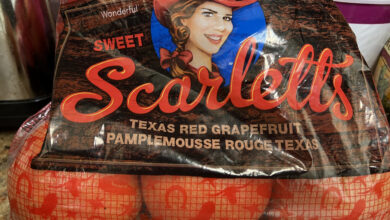 Wonderful
SWEET
Scarletts
TEXAS RED GRAPEFRUIT
PAMPLEMOUSSE ROUGE TEXAS